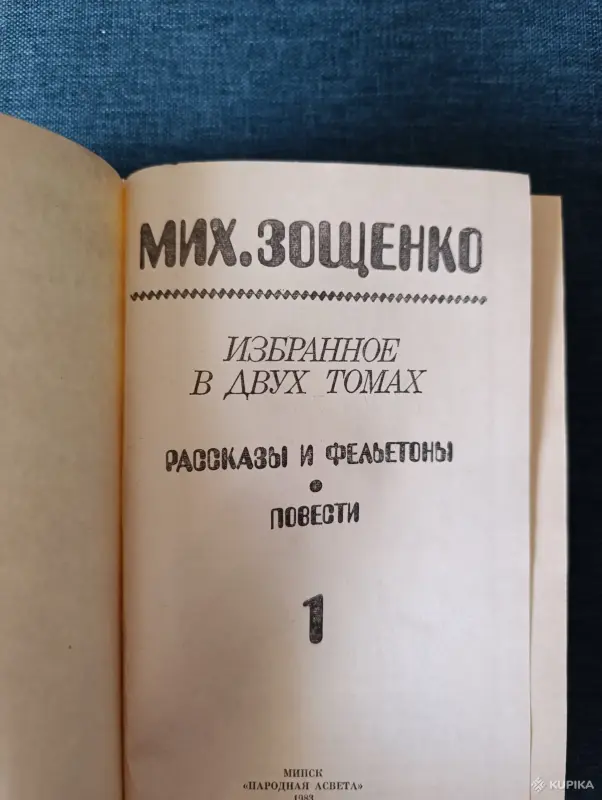 МИХ. ЗОЩЕНКО
ИЗБРАННОЕ
В ДВУХ ТОМАХ
РАССКАЗЫ И ФЕЛЬЕТОНЫ
•
ПОВЕСТИ
1
МИНСК
«НАРОДНАЯ АСВЕТА»
1983
KUPIKA